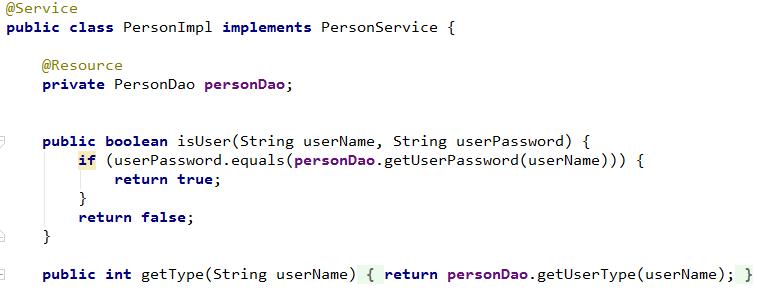 @Service
public class PersonImpl implements PersonService {
@Resource
private PersonDao personDao;
public boolean isUser(String userName, String userPassword) {
if (userPassword.equals(personDao.getUserPassword(userName))) {
return true;
}
return false;
}
public int getType(String userName) { return personDao.getUserType(userName); }